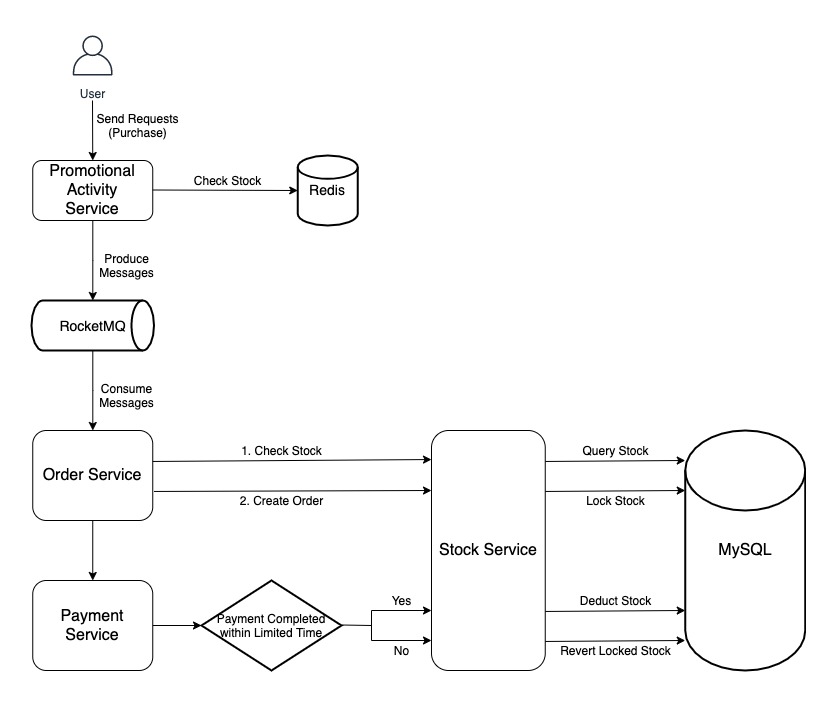 User
Send Requests
(Purchase)
Promotional
Activity
Service
Check Stock
Redis
Produce
Messages
RocketMQ
Consume
Messages
Order Service
1. Check Stock
2. Create Order
Stock Service
Query Stock
Lock Stock
MySQL
Payment
Service
Payment Completed
within Limited Time
Yes
No
Deduct Stock
Revert Locked Stock